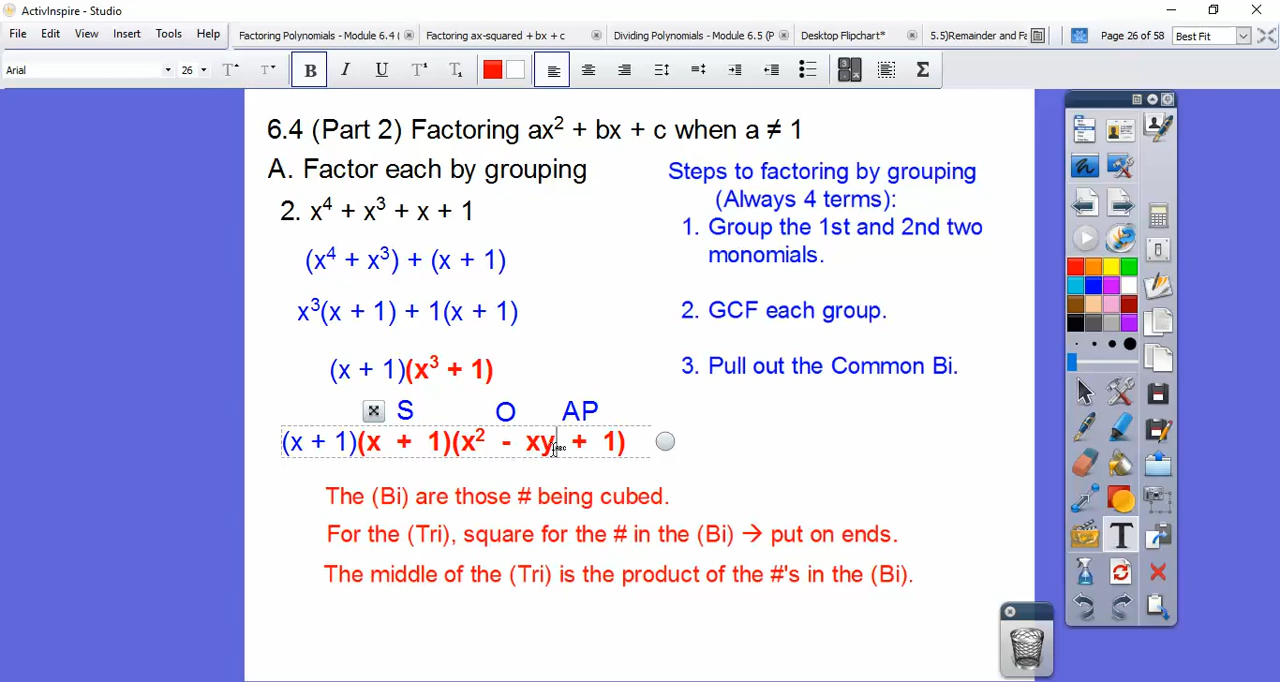 ActivInspire - Studio
File Edit View Insert Tools Help
Factoring Polynomials - Module 6.4 (
Factoring ax-squared + bx + c
Dividing Polynomials - Module 6.5 (P
Desktop Flipchart*
5.5)Remainder and Fa
Page 26 of 58
Best Fit
Arial
26
6.4 (Part 2) Factoring ax² + bx + c when a ≠ 1
A. Factor each by grouping
2. x⁴ + x³ + x + 1
(x⁴ + x³) + (x + 1)
x³(x + 1) + 1(x + 1)
(x + 1)(x³ + 1)
S O AP
(x + 1)(x + 1)(x² - xy + 1)
Steps to factoring by grouping
(Always 4 terms):
1. Group the 1st and 2nd two
monomials.
2. GCF each group.
3. Pull out the Common Bi.
The (Bi) are those # being cubed.
For the (Tri), square for the # in the (Bi) → put on ends.
The middle of the (Tri) is the product of the #'s in the (Bi).